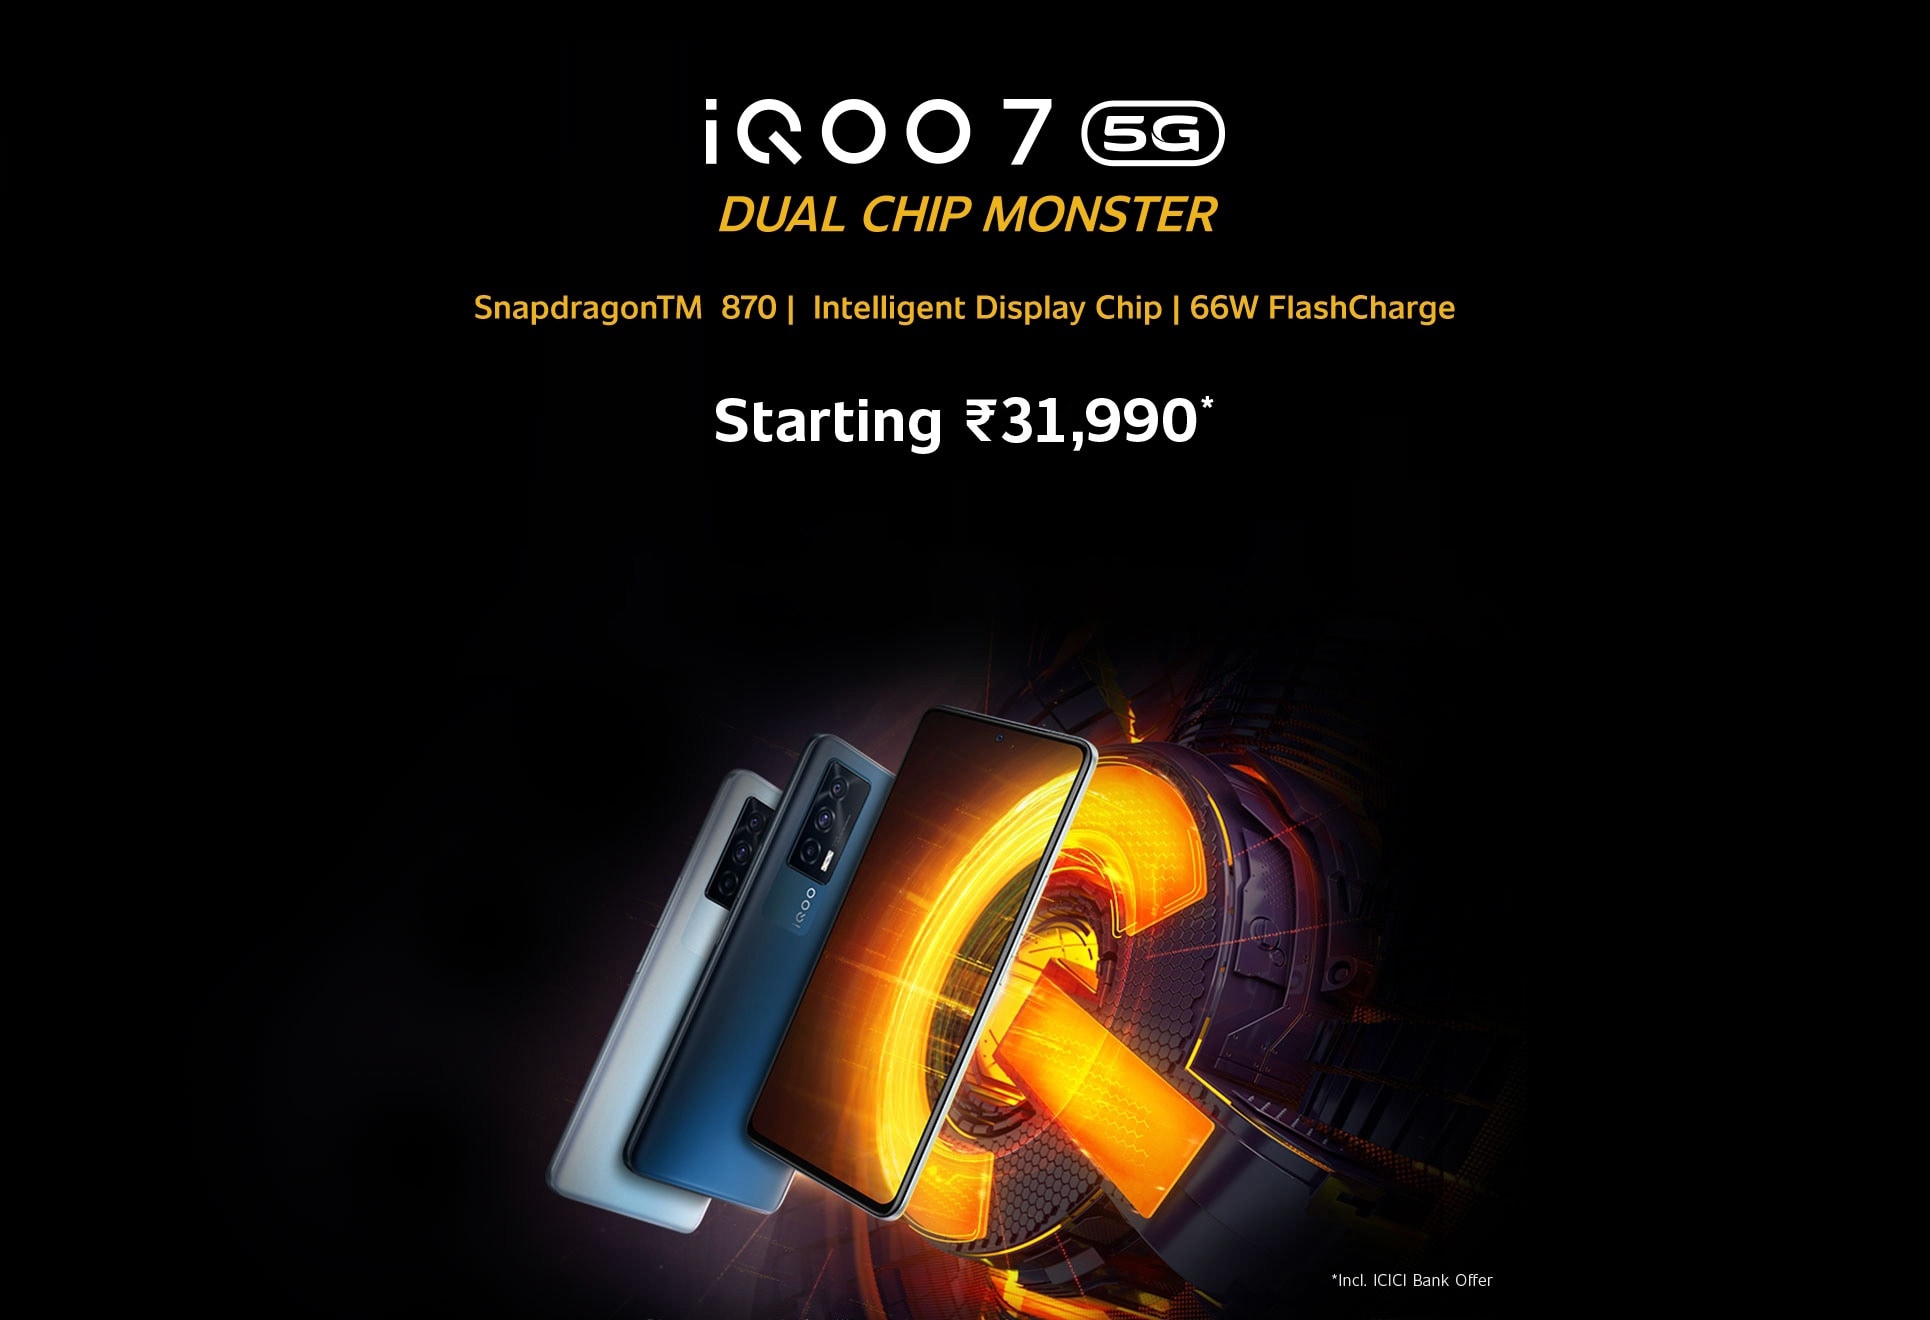 iQOO 7 5G
DUAL CHIP MONSTER
SnapdragonTM 870 | Intelligent Display Chip | 66W FlashCharge
Starting ₹31,990*
iQOO
*Incl. ICICI Bank Offer